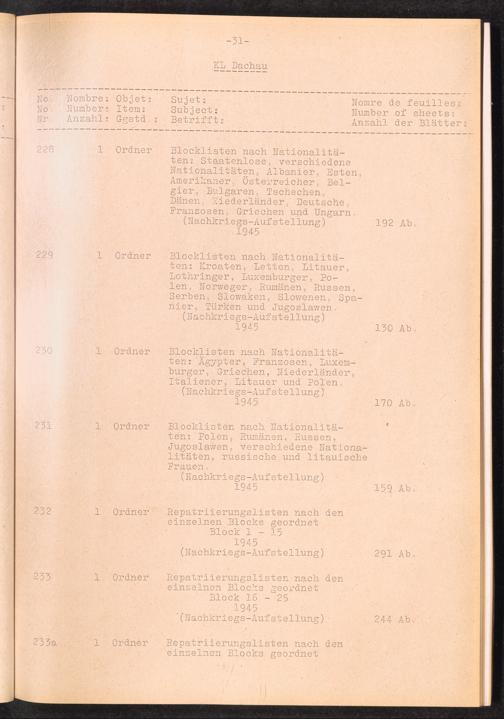 -31-
KL Dachau
No. Nombre: Objet: Sujet: Nomre de feuilles:
No. Number: Item: Subject: Number of sheets:
Nr. Anzahl: Ggstd.: Betrifft: Anzahl der Blätter:
228 1 Ordner Blocklisten nach Nationalitä-
ten: Staatenlose, verschiedene
Nationalitäten, Albanier, Esten,
Amerikaner, Österreicher, Bel-
gier, Bulgaren, Tschechen,
Dänen, Niederländer, Deutsche,
Franzosen, Griechen und Ungarn.
(Nachkriegs-Aufstellung) 192 Ab.
1945
229 1 Ordner Blocklisten nach Nationalitä-
ten: Kroaten, Letten, Litauer,
Lothringer, Luxemburger, Po-
len, Norweger, Rumänen, Russen,
Serben, Slowaken, Slowenen, Spa-
nier, Türken und Jugoslawen.
(Nachkriegs-Aufstellung)
1945 130 Ab.
230 1 Ordner Blocklisten nach Nationalitä-
ten: Ägypter, Franzosen, Luxem-
burger, Griechen, Niederländer,
Italiener, Litauer und Polen.
(Nachkriegs-Aufstellung)
1945 170 Ab.
231 1 Ordner Blocklisten nach Nationalitä-
ten: Polen, Rumänen, Russen,
Jugoslawen, verschiedene Nationa-
litäten, russische und litauische
Frauen.
(Nachkriegs-Aufstellung)
1945 159 Ab.
232 1 Ordner Repatriierungslisten nach den
einzelnen Blocks geordnet
Block 1 - 15
1945
(Nachkriegs-Aufstellung) 291 Ab.
233 1 Ordner Repatriierungslisten nach den
einzelnen Blocks geordnet
Block 16 - 25
1945
(Nachkriegs-Aufstellung) 244 Ab.
233a 1 Ordner Repatriierungslisten nach den
einzelnen Blocks geordnet